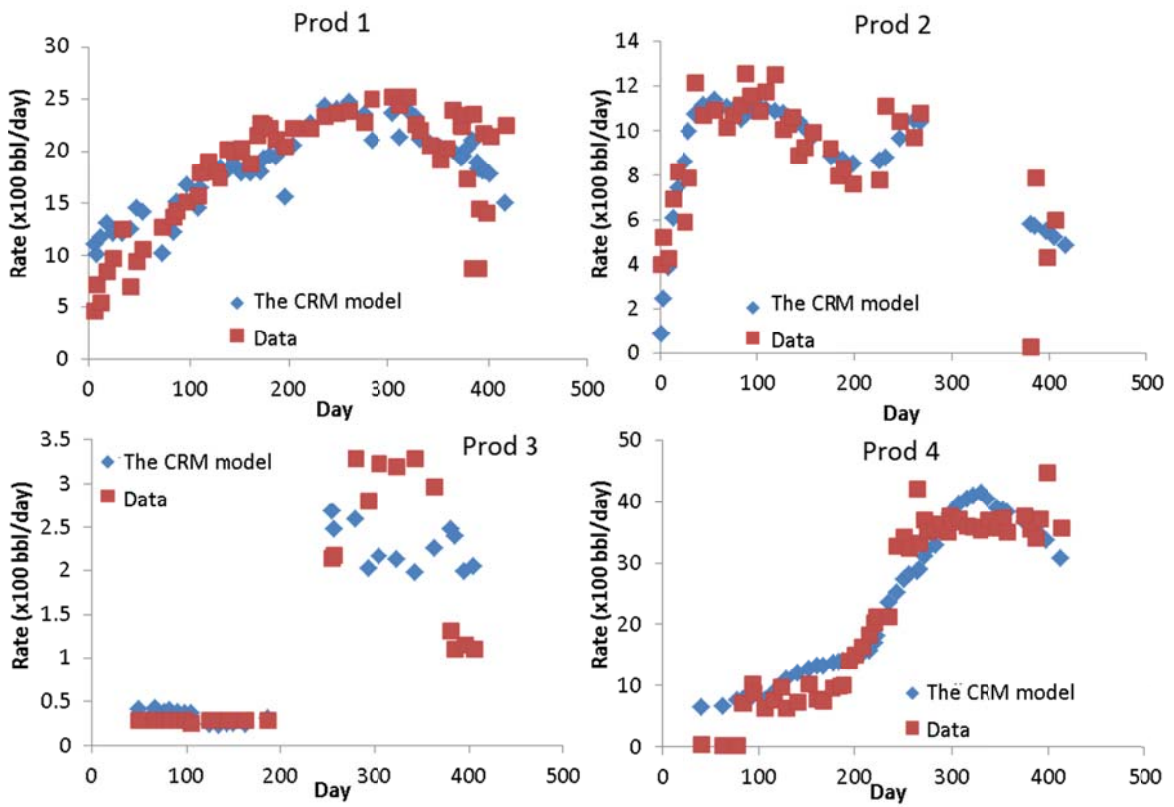 Prod 1
Rate (x100 bbl/day)
30
25
20
15
10
5
0
The CRM model
Data
0 100 200 300 400 500
Day
Prod 2
Rate (x100 bbl/day)
14
12
10
8
6
4
2
0
The CRM model
Data
0 100 200 300 400 500
Day
Prod 3
Rate (x100 bbl/day)
3.5
3
2.5
2
1.5
1
0.5
0
The CRM model
Data
0 100 200 300 400 500
Day
Prod 4
Rate (x100 bbl/day)
50
40
30
20
10
0
The CRM model
Data
0 100 200 300 400 500
Day